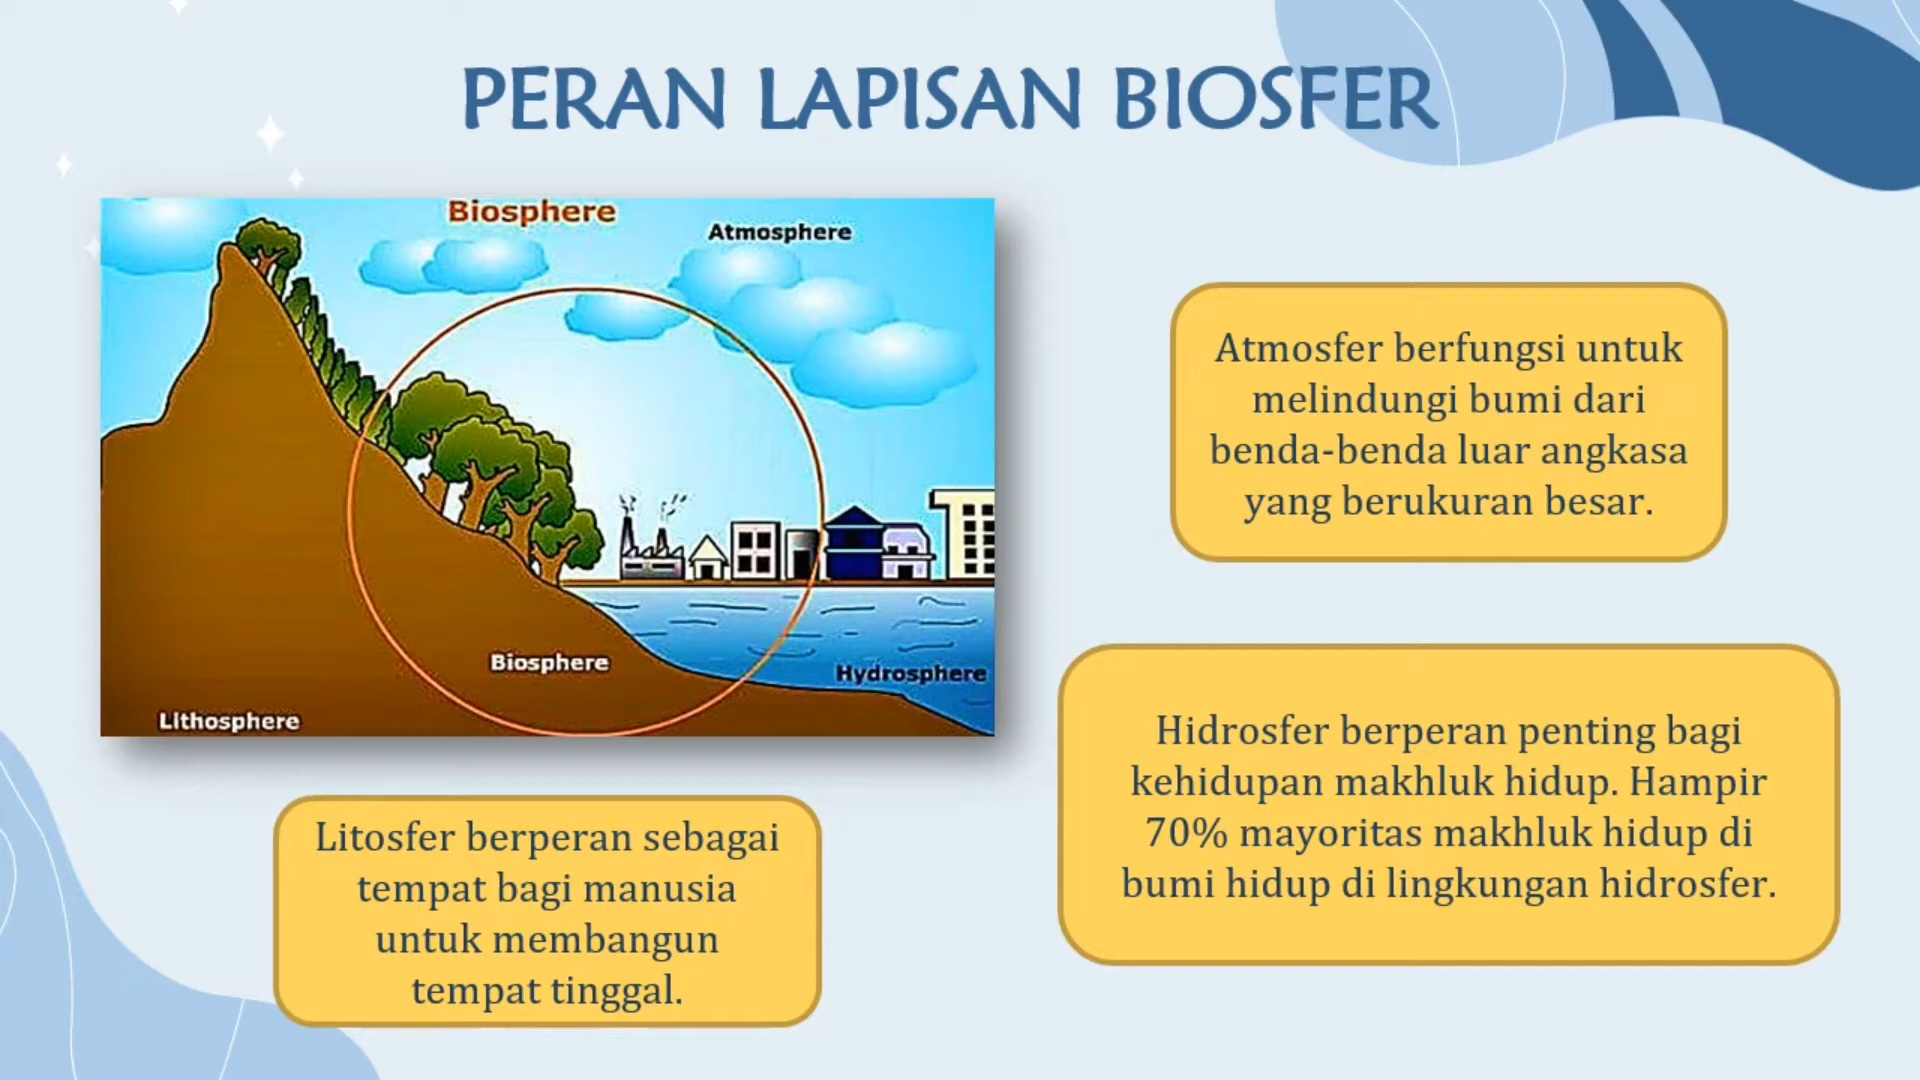 PERAN LAPISAN BIOSFER
Biosphere
Atmosphere
Biosphere
Hydrosphere
Lithosphere
Atmosfer berfungsi untuk
melindungi bumi dari
benda-benda luar angkasa
yang berukuran besar.
Hidrosfer berperan penting bagi
kehidupan makhluk hidup. Hampir
70% mayoritas makhluk hidup di
bumi hidup di lingkungan hidrosfer.
Litosfer berperan sebagai
tempat bagi manusia
untuk membangun
tempat tinggal.